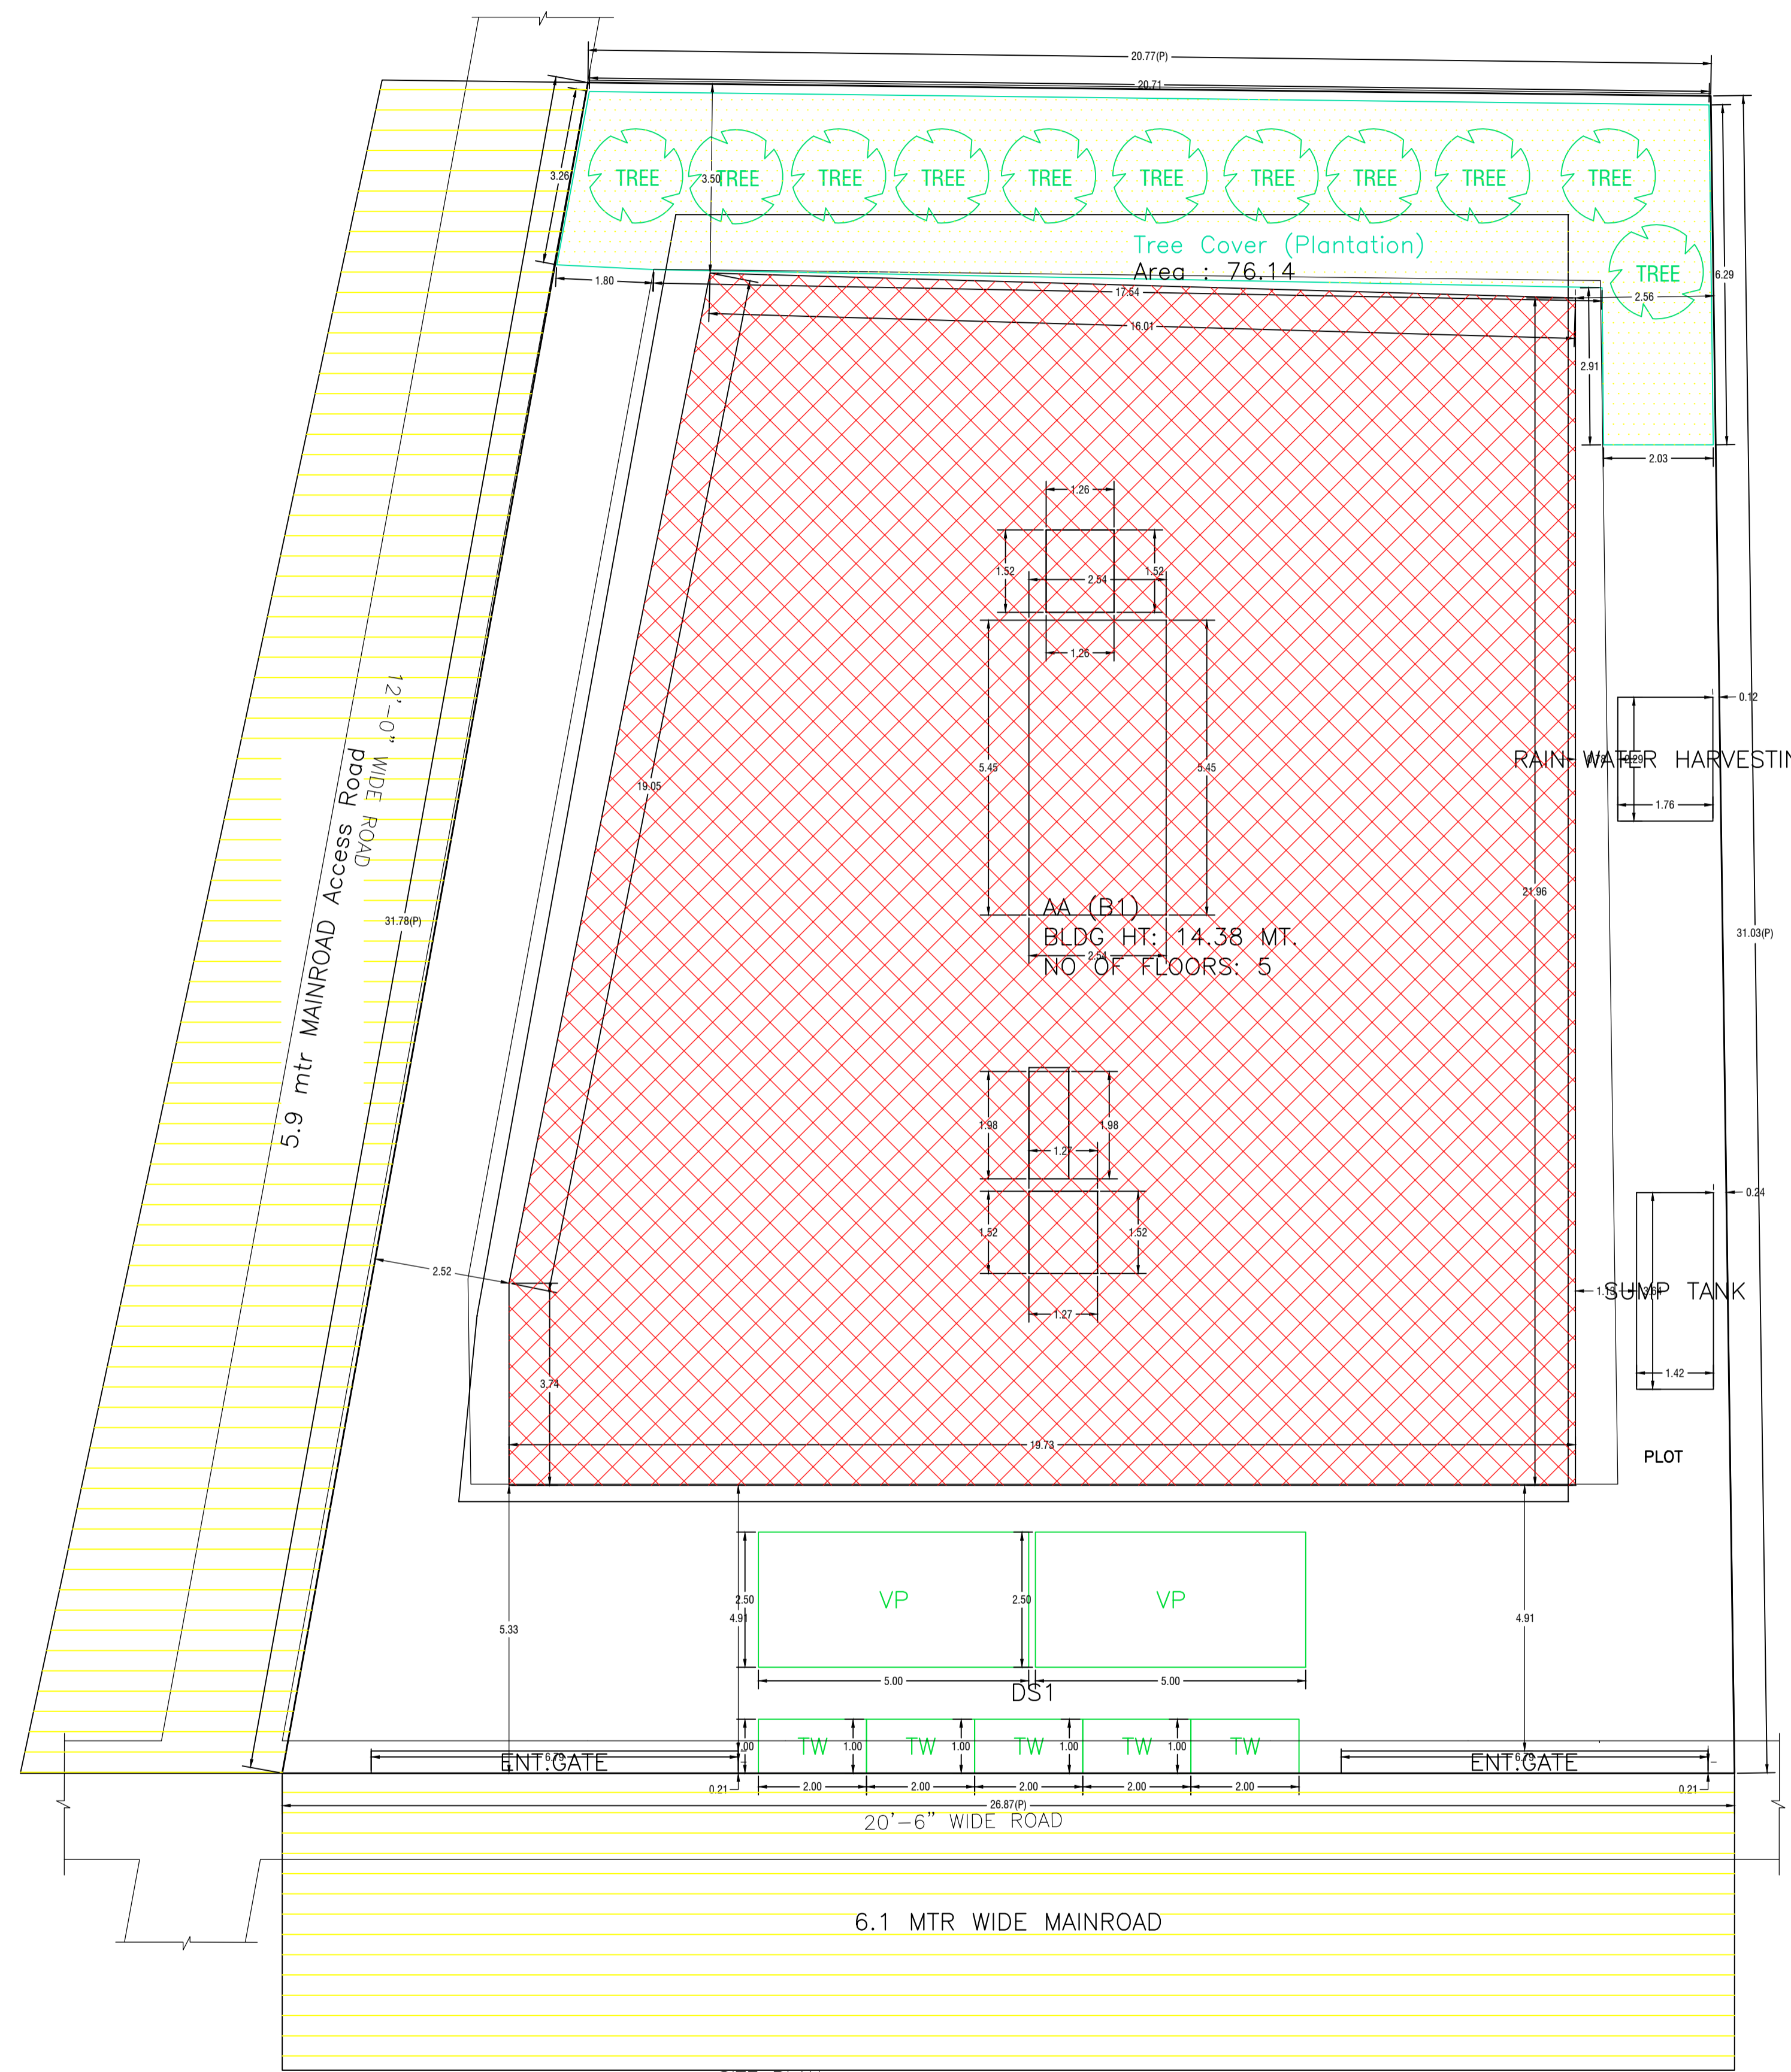 20.77(P)
20.71
3.26
3.50
TREE TREE TREE TREE TREE TREE TREE TREE TREE TREE
Tree Cover (Plantation)
Area : 76.14
TREE
6.29
1.80
17.54
2.56
16.01
2.91
2.03
1.26
1.52
2.54
1.52
1.26
12'-0" WIDE ROAD
5.9 mtr MAINROAD Access Road
31.78(P)
19.05
5.45
5.45
0.12
RAIN WATER HARVESTIN
1.76
21.96
31.03(P)
AA (B1)
BLDG HT: 14.38 MT.
2.54
NO OF FLOORS: 5
1.98
1.98
1.27
1.52
1.52
1.27
2.52
0.24
SUMP TANK
1.42
3.74
19.73
PLOT
2.50
VP
2.50
VP
4.91
4.91
5.33
5.00
5.00
DS1
1.00
TW
1.00
TW
1.00
TW
1.00
TW
1.00
TW
6.79
ENT.GATE
6.79
ENT.GATE
0.21
2.00
2.00
2.00
2.00
2.00
0.21
26.87(P)
20'-6" WIDE ROAD
6.1 MTR WIDE MAINROAD